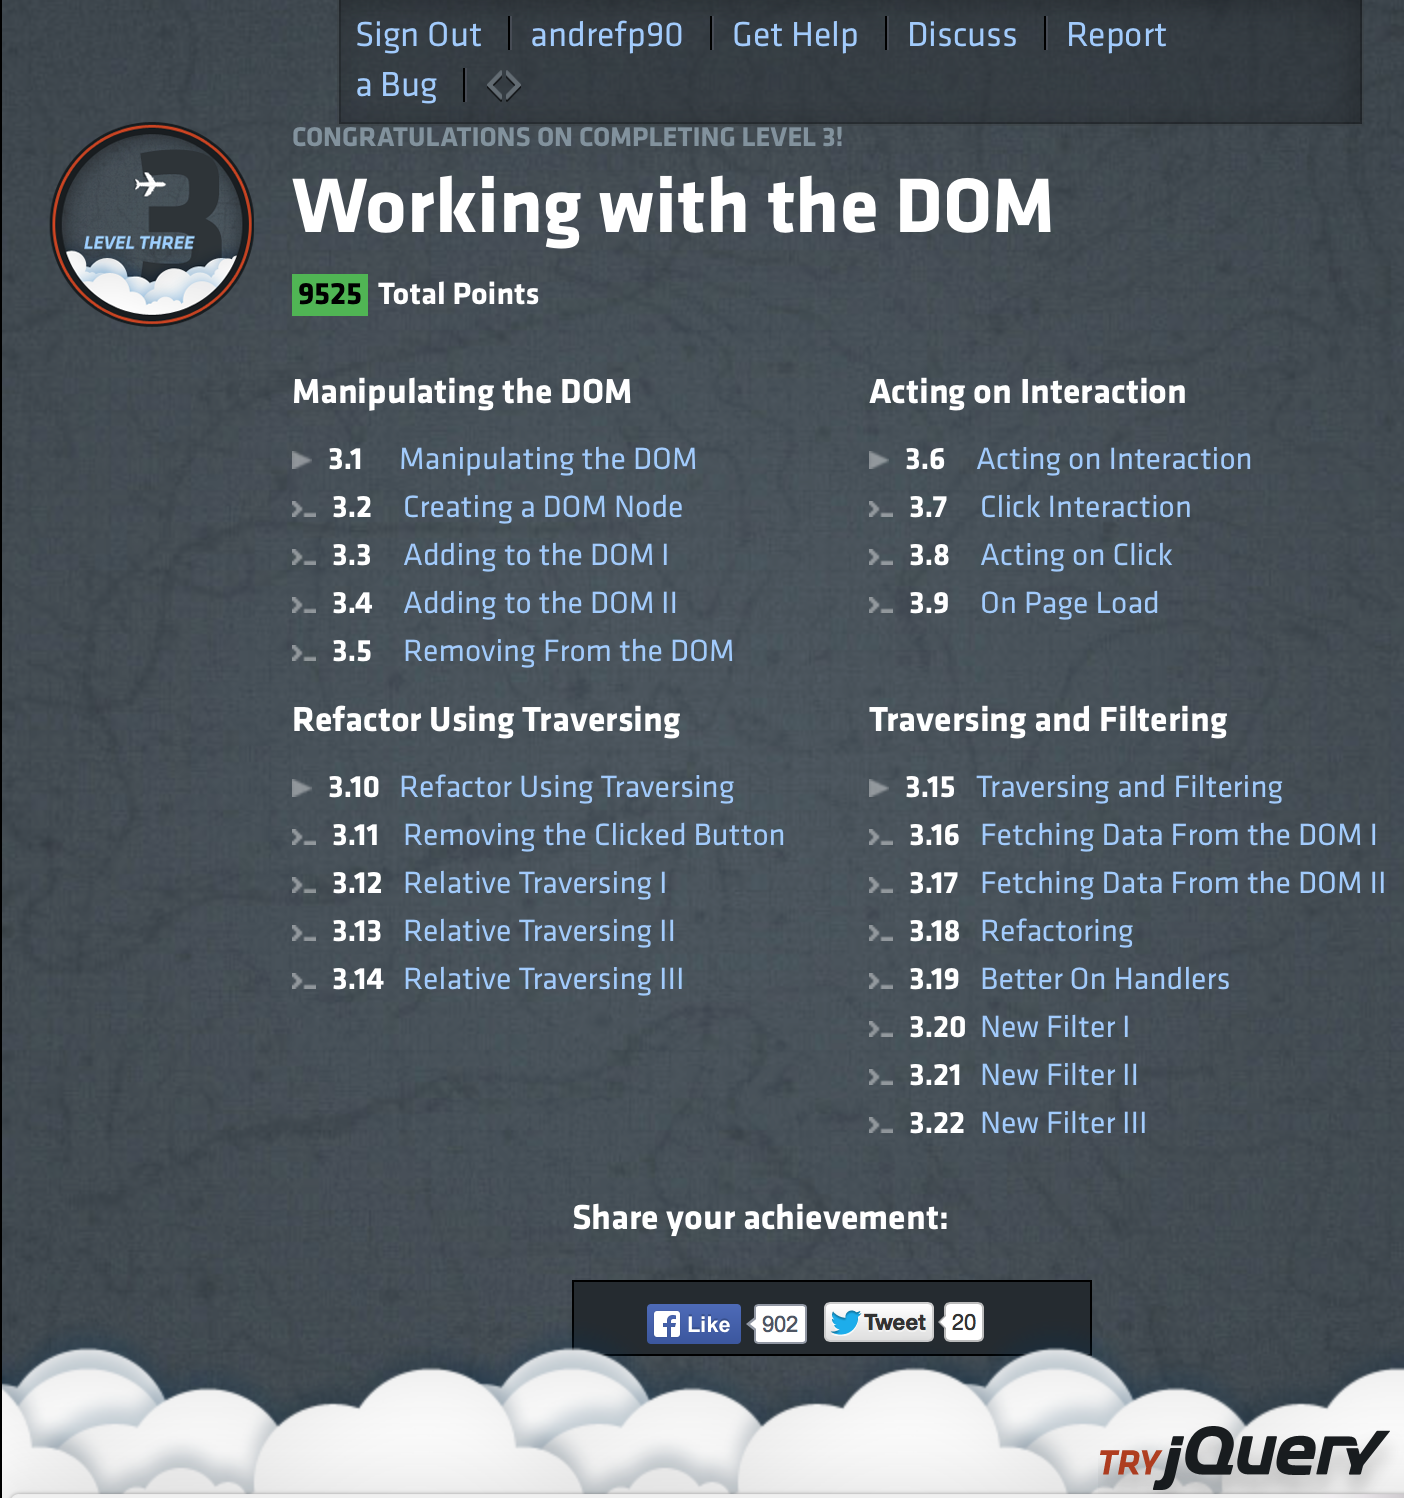 Sign Out | andrefp90 | Get Help | Discuss | Report
a Bug | <>
CONGRATULATIONS ON COMPLETING LEVEL 3!
3
LEVEL THREE
Working with the DOM
9525 Total Points
Manipulating the DOM
3.1 Manipulating the DOM
3.2 Creating a DOM Node
3.3 Adding to the DOM I
3.4 Adding to the DOM II
3.5 Removing From the DOM
Acting on Interaction
3.6 Acting on Interaction
3.7 Click Interaction
3.8 Acting on Click
3.9 On Page Load
Refactor Using Traversing
3.10 Refactor Using Traversing
3.11 Removing the Clicked Button
3.12 Relative Traversing I
3.13 Relative Traversing II
3.14 Relative Traversing III
Traversing and Filtering
3.15 Traversing and Filtering
3.16 Fetching Data From the DOM I
3.17 Fetching Data From the DOM II
3.18 Refactoring
3.19 Better On Handlers
3.20 New Filter I
3.21 New Filter II
3.22 New Filter III
Share your achievement:
Like 902 Tweet 20
TRY jQuery